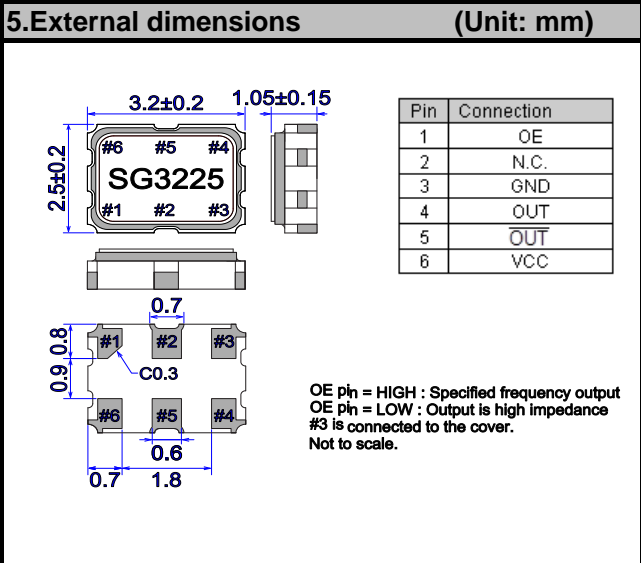 5.External dimensions (Unit: mm)
3.2±0.2 1.05±0.15
2.5±0.2
#6 #5 #4
SG3225
#1 #2 #3
Pin Connection
1 OE
2 N.C.
3 GND
4 OUT
5 O̅U̅T̅
6 VCC
0.7
0.8
0.9
#1 #2 #3
C0.3
#6 #5 #4
0.6
0.7 1.8
OE pin = HIGH : Specified frequency output
OE pin = LOW : Output is high impedance
#3 is connected to the cover.
Not to scale.